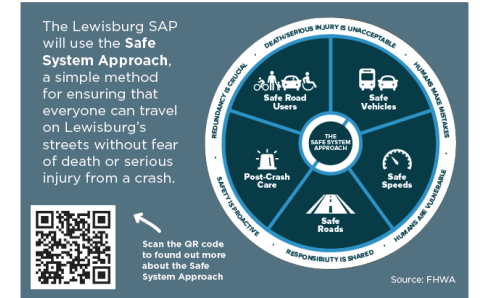 The Lewisburg SAP
will use the Safe
System Approach,
a simple method
for ensuring that
everyone can travel
on Lewisburg's
streets without fear
of death or serious
injury from a crash.
Scan the QR code
to found out more
about the Safe
System Approach
DEATH/SERIOUS INJURY IS UNACCEPTABLE
HUMANS MAKE MISTAKES
HUMANS ARE VULNERABLE
RESPONSIBILITY IS SHARED
SAFETY IS PROACTIVE
REDUNDANCY IS CRUCIAL
Safe Road
Users
Safe
Vehicles
THE
SAFE SYSTEM
APPROACH
Post-Crash
Care
Safe
Speeds
Safe
Roads
Source: FHWA